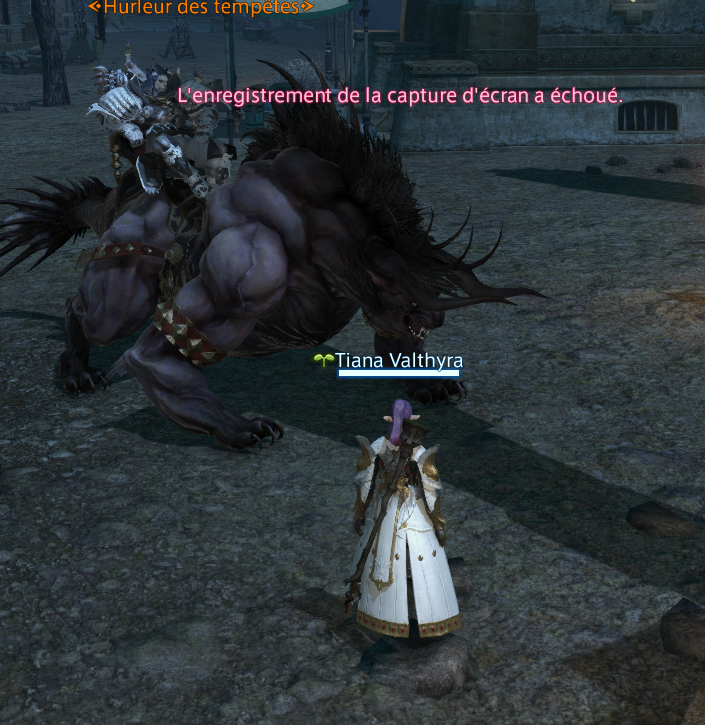 «Hurleur des tempêtes»
L'enregistrement de la capture d'écran a échoué.
Tiana Valthyra